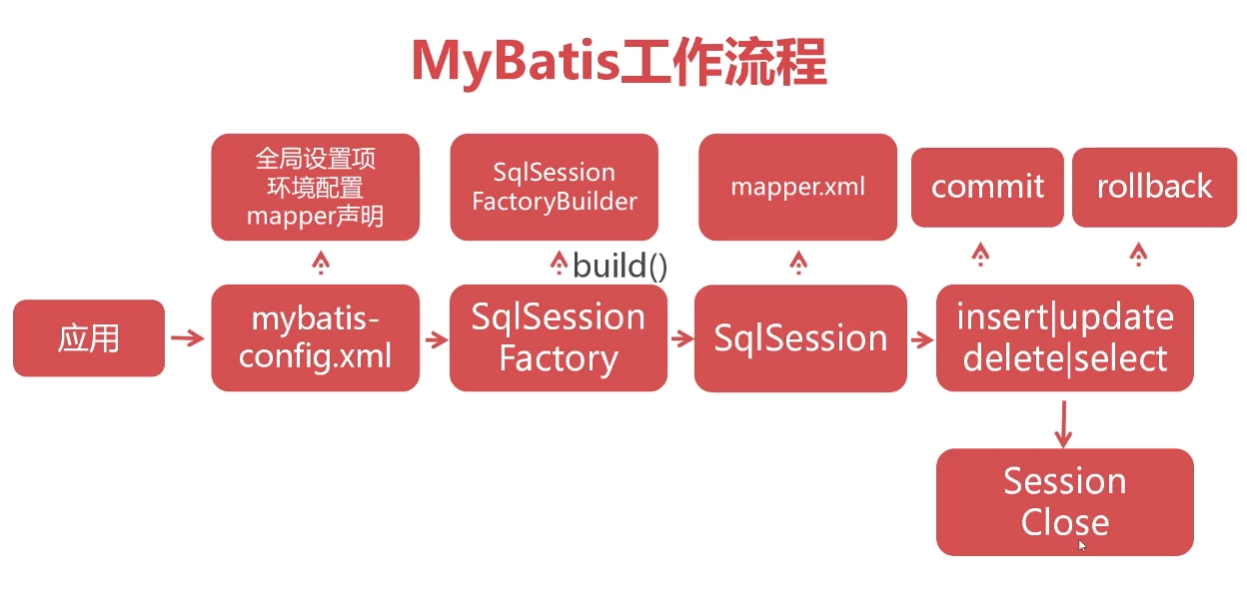 MyBatis工作流程
全局设置项
环境配置
mapper声明
SqlSession
FactoryBuilder
mapper.xml
commit
rollback
build()
应用
mybatis-
config.xml
SqlSession
Factory
SqlSession
insert|update
delete|select
Session
Close